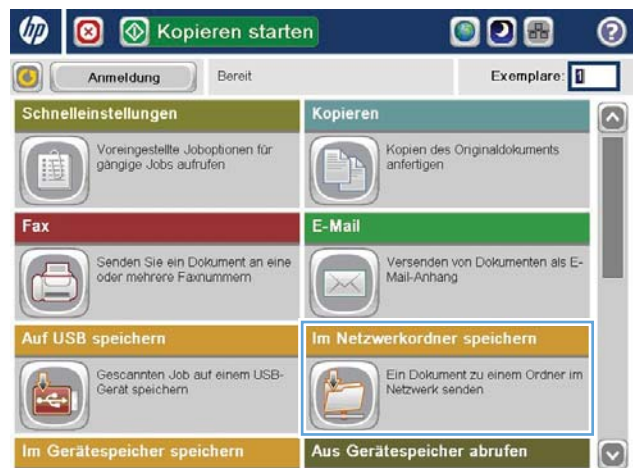 hp
Kopieren starten
?
Anmeldung
Bereit
Exemplare: 1
Schnelleinstellungen
Voreingestellte Joboptionen für
gängige Jobs aufrufen
Kopieren
Kopien des Originaldokuments
anfertigen
Fax
Senden Sie ein Dokument an eine
oder mehrere Faxnummern
E-Mail
Versenden von Dokumenten als E-
Mail-Anhang
Auf USB speichern
Gescannten Job auf einem USB-
Gerät speichern
Im Netzwerkordner speichern
Ein Dokument zu einem Ordner im
Netzwerk senden
Im Gerätespeicher speichern
Aus Gerätespeicher abrufen